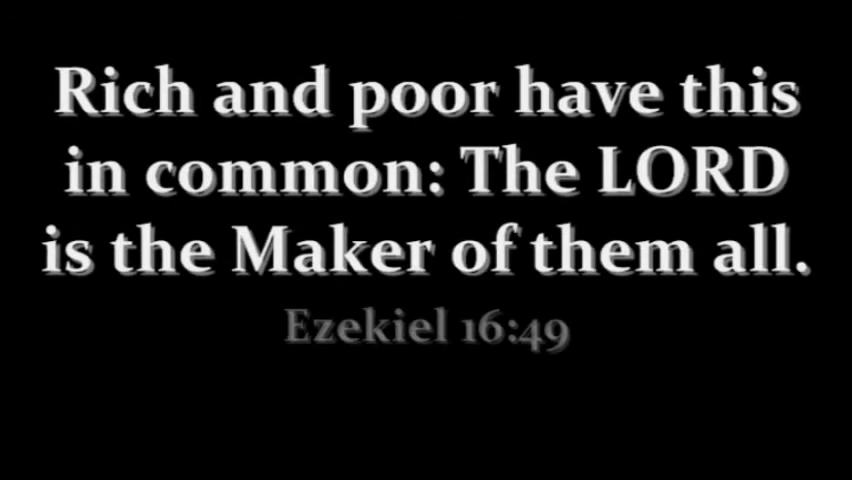 Rich and poor have this
in common: The LORD
is the Maker of them all.
Ezekiel 16:49